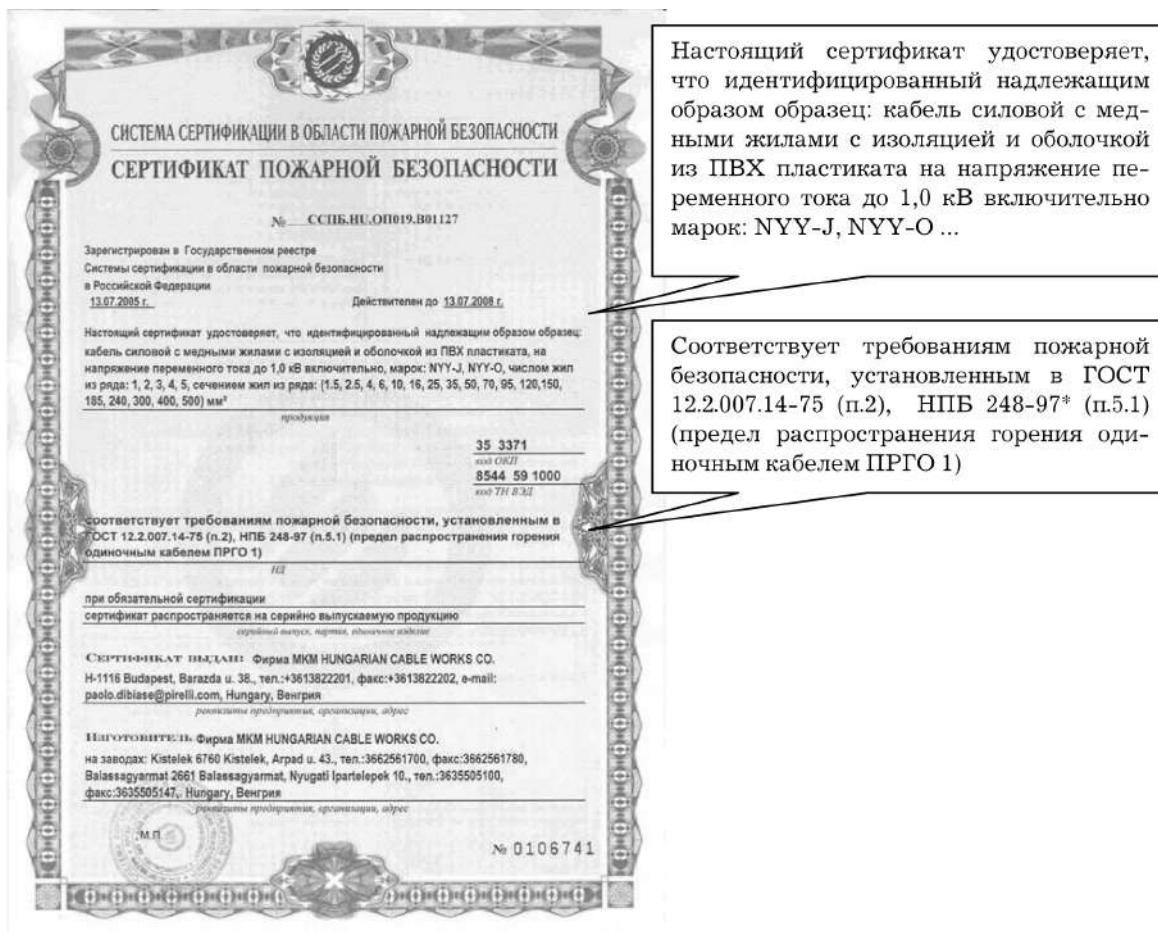 СИСТЕМА СЕРТИФИКАЦИИ В ОБЛАСТИ ПОЖАРНОЙ БЕЗОПАСНОСТИ
СЕРТИФИКАТ ПОЖАРНОЙ БЕЗОПАСНОСТИ
№ ССПБ.HU.ОП019.В01127
Зарегистрирован в Государственном реестре
Системы сертификации в области пожарной безопасности
в Российской Федерации
13.07.2005 г. Действителен до 13.07.2008 г.
Настоящий сертификат удостоверяет, что идентифицированный надлежащим образом образец:
кабель силовой с медными жилами с изоляцией и оболочкой из ПВХ пластиката, на
напряжение переменного тока до 1,0 кВ включительно, марок: NYY-J, NYY-O, числом жил
из ряда: 1, 2, 3, 4, 5, сечением жил из ряда: (1.5, 2.5, 4, 6, 10, 16, 25, 35, 50, 70, 95, 120,150,
185, 240, 300, 400, 500) мм²
продукция
35 3371
код ОКП
8544 59 1000
код ТН ВЭД
соответствует требованиям пожарной безопасности, установленным в
ГОСТ 12.2.007.14-75 (п.2), НПБ 248-97 (п.5.1) (предел распространения горения
одиночным кабелем ПРГО 1)
НД
при обязательной сертификации
сертификат распространяется на серийно выпускаемую продукцию
серийный выпуск, партия, единичное изделие
СЕРТИФИКАТ ВЫДАН: Фирма MKM HUNGARIAN CABLE WORKS CO.
H-1116 Budapest, Barazda u. 38., тел.:+3613822201, факс:+3613822202, e-mail:
paolo.dibiase@pirelli.com, Hungary, Венгрия
реквизиты предприятия, организации, адрес
ИЗГОТОВИТЕЛЬ Фирма MKM HUNGARIAN CABLE WORKS CO.
на заводах: Kistelek 6760 Kistelek, Arpad u. 43., тел.:3662561700, факс:3662561780,
Balassagyarmat 2661 Balassagyarmat, Nyugati Ipartelepek 10., тел.:3635505100,
факс:3635505147,. Hungary, Венгрия
реквизиты предприятия, организации, адрес
М.П.
№ 0106741
Настоящий сертификат удостоверяет,
что идентифицированный надлежащим
образом образец: кабель силовой с мед-
ными жилами с изоляцией и оболочкой
из ПВХ пластиката на напряжение пе-
ременного тока до 1,0 кВ включительно
марок: NYY-J, NYY-O ...
Соответствует требованиям пожарной
безопасности, установленным в ГОСТ
12.2.007.14-75 (п.2), НПБ 248-97* (п.5.1)
(предел распространения горения оди-
ночным кабелем ПРГО 1)